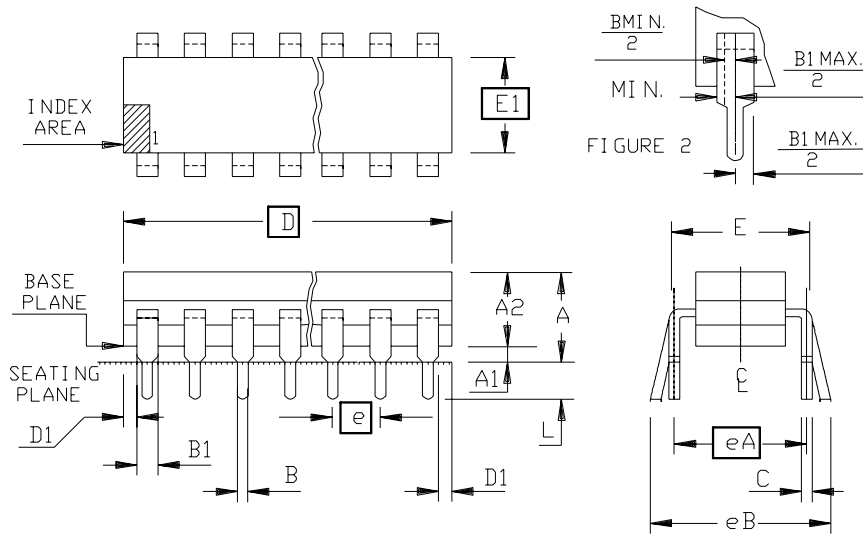 INDEX
AREA
1
E1
BMIN.
2
MIN.
B1 MAX.
2
FIGURE 2
B1 MAX.
2
D
E
BASE
PLANE
A2
A
SEATING
PLANE
A1
L
D1
B1
e
B
D1
℄
eA
C
eB